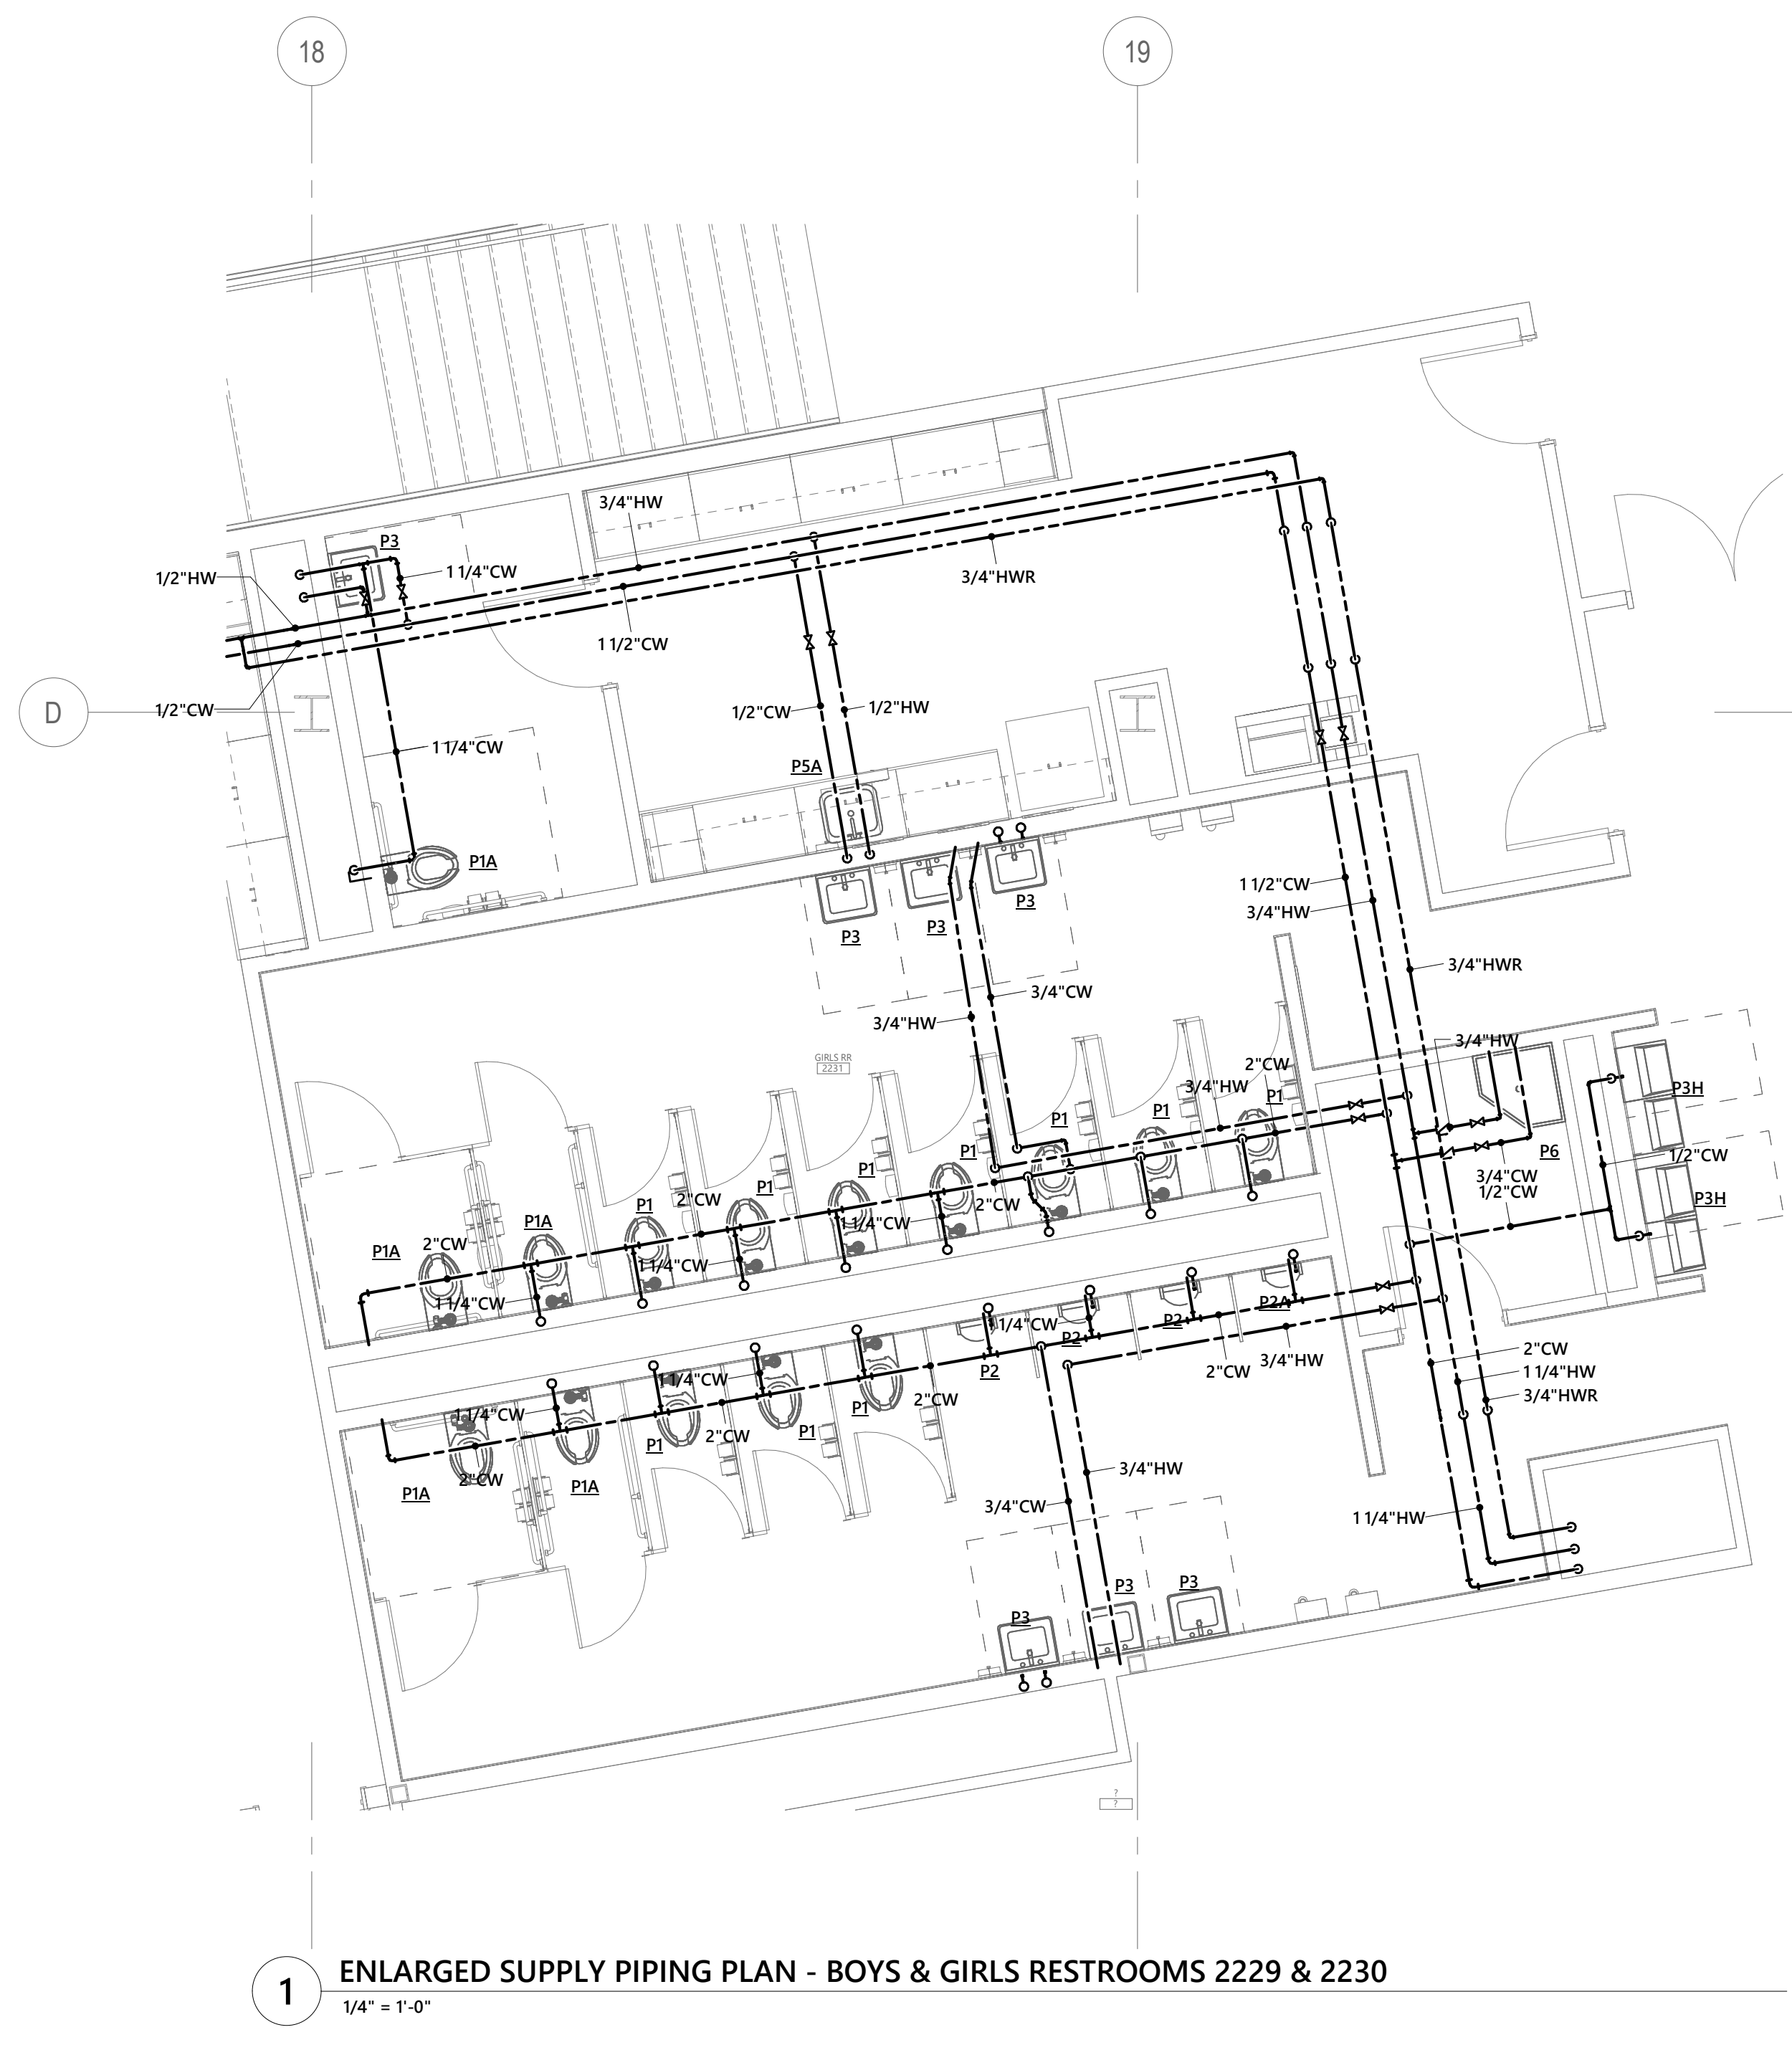 18
19
3/4"HW
P3
1 1/4"CW
1/2"HW
3/4"HWR
1 1/2"CW
D
1/2"CW
1/2"CW
1/2"HW
1 1/4"CW
P5A
P1A
1 1/2"CW
3/4"HW
P3
P3
P3
3/4"HWR
3/4"CW
3/4"HW
3/4"HW
GIRLS RR
2231
2"CW
3/4"HW
P3H
P1
P1
P1
P1
P6
1/2"CW
P1
3/4"CW
1/2"CW
P1
P1
2"CW
2"CW
P3H
P1A
1 1/4"CW
P1A
2"CW
1 1/4"CW
1 1/4"CW
P2A
1 1/4"CW
P2
P2
2"CW
3/4"HW
2"CW
P2
1 1/4"HW
1 1/4"CW
3/4"HWR
2"CW
P1
1 1/4"CW
2"CW
P1
P1
3/4"HW
2"CW
P1A
P1A
3/4"CW
1 1/4"HW
P3
P3
P3
?
?
1
ENLARGED SUPPLY PIPING PLAN - BOYS & GIRLS RESTROOMS 2229 & 2230
1/4" = 1'-0"